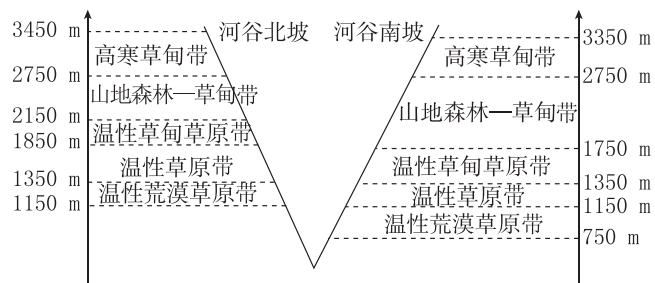 河谷北坡
河谷南坡
3450 m
高寒草甸带
2750 m
山地森林—草甸带
2150 m
温性草甸草原带
1850 m
温性草原带
1350 m
温性荒漠草原带
1150 m
3350 m
高寒草甸带
2750 m
山地森林—草甸带
1750 m
温性草甸草原带
1350 m
温性草原带
1150 m
温性荒漠草原带
750 m